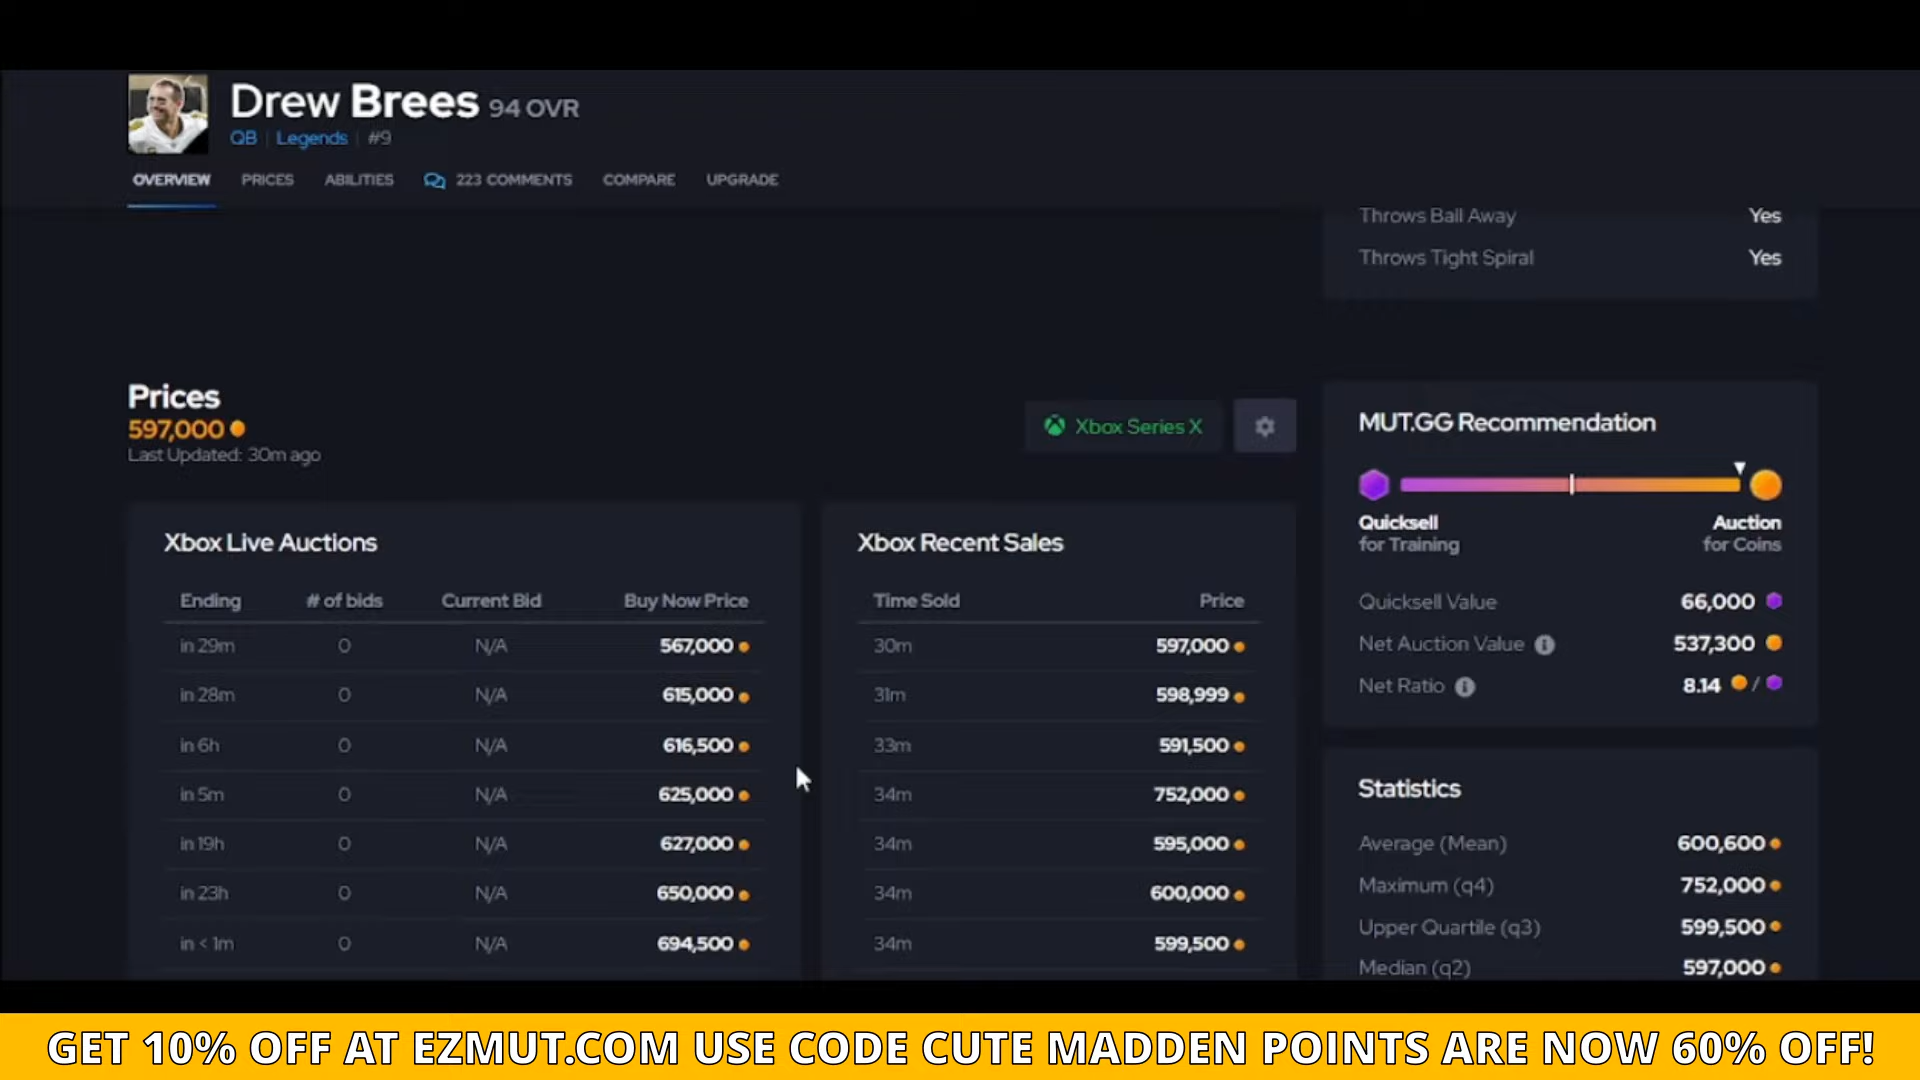 Drew Brees 94 OVR
QB | Legends | #9
OVERVIEW PRICES ABILITIES 223 COMMENTS COMPARE UPGRADE
Throws Ball Away Yes
Throws Tight Spiral Yes
Prices
597,000
Last Updated: 30m ago
Xbox Series X
Xbox Live Auctions
Ending # of bids Current Bid Buy Now Price
in 29m 0 N/A 567,000
in 28m 0 N/A 615,000
in 6h 0 N/A 616,500
in 5m 0 N/A 625,000
in 19h 0 N/A 627,000
in 23h 0 N/A 650,000
in < 1m 0 N/A 694,500
Xbox Recent Sales
Time Sold Price
30m 597,000
31m 598,999
33m 591,500
34m 752,000
34m 595,000
34m 600,000
34m 599,500
MUT.GG Recommendation
Quicksell Auction
for Training for Coins
Quicksell Value 66,000
Net Auction Value 537,300
Net Ratio 8.14 /
Statistics
Average (Mean) 600,600
Maximum (q4) 752,000
Upper Quartile (q3) 599,500
Median (q2) 597,000
GET 10% OFF AT EZMUT.COM USE CODE CUTE MADDEN POINTS ARE NOW 60% OFF!